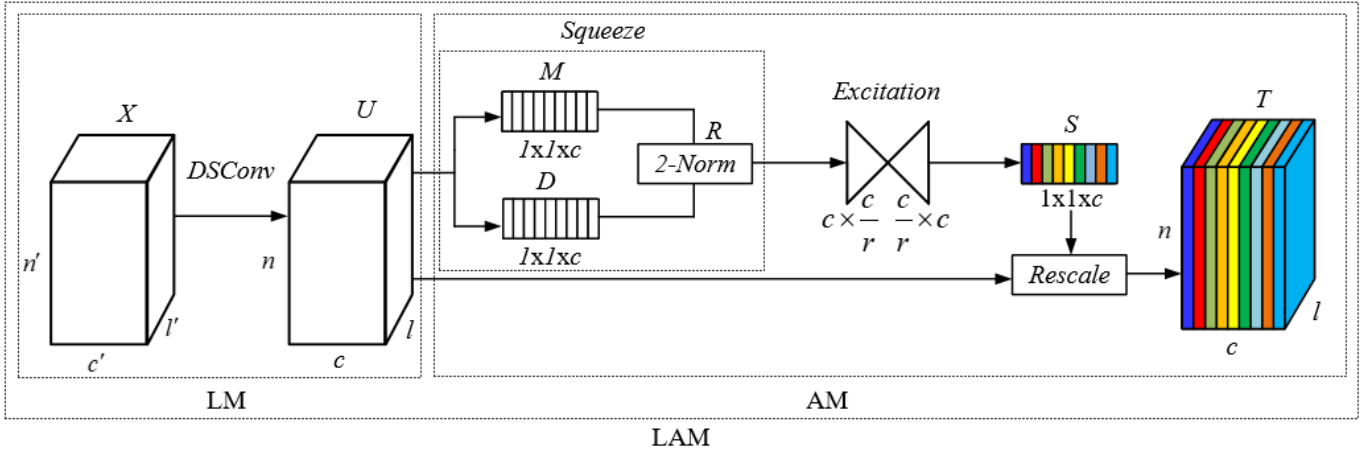 Squeeze
X
DSConv
n'
l'
c'
U
n
l
c
LM
M
1x1xc
D
1x1xc
R
2-Norm
Excitation
c × c/r c/r × c
S
1x1xc
Rescale
T
n
l
c
AM
LAM